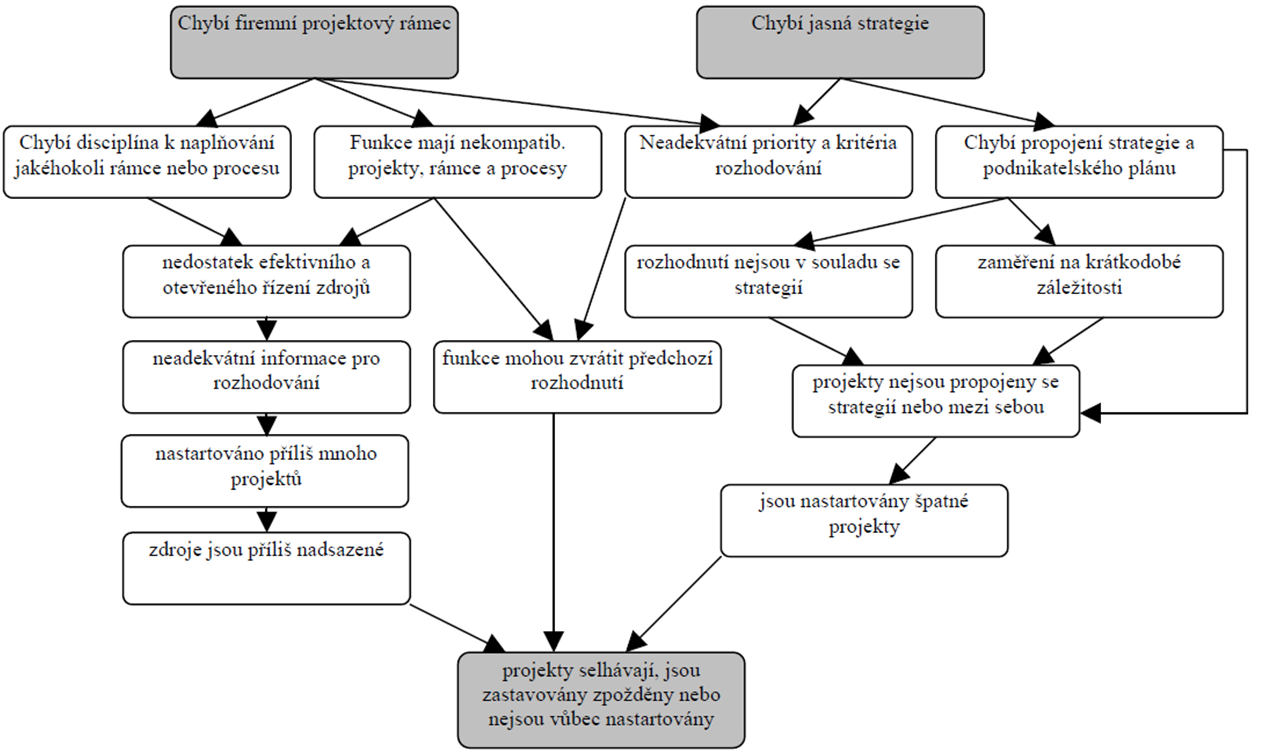 Chybí firemní projektový rámec
Chybí jasná strategie
Chybí disciplína k naplňování
jakéhokoli rámce nebo procesu
Funkce mají nekompatib.
projekty, rámce a procesy
Neadekvátní priority a kritéria
rozhodování
Chybí propojení strategie a
podnikatelského plánu
nedostatek efektivního a
otevřeného řízení zdrojů
rozhodnutí nejsou v souladu se
strategií
zaměření na krátkodobé
záležitosti
neadekvátní informace pro
rozhodování
funkce mohou zvrátit předchozí
rozhodnutí
projekty nejsou propojeny se
strategií nebo mezi sebou
nastartováno příliš mnoho
projektů
jsou nastartovány špatné
projekty
zdroje jsou příliš nadsazené
projekty selhávají, jsou
zastavovány zpožděny nebo
nejsou vůbec nastartovány